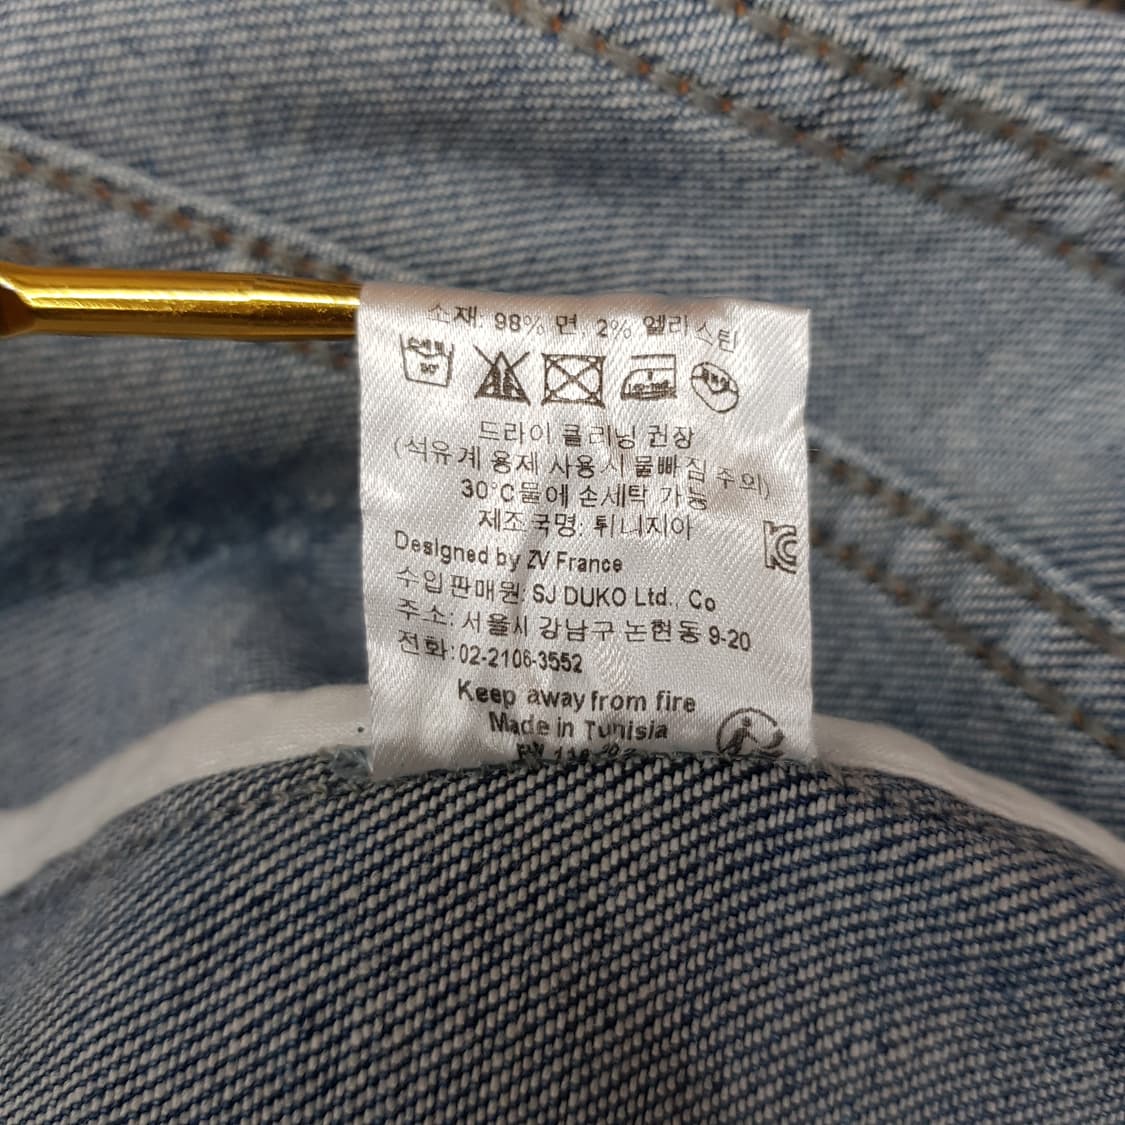 소재: 98% 면, 2% 엘라스틴
드라이 클리닝 권장
(석유계 용제 사용시 물빠짐 주의)
30°C물에 손세탁 가능
제조국명: 튀니지아
Designed by ZV France
수입판매원: SJ DUKO Ltd., Co
주소: 서울시 강남구 논현동 9-20
전화:02-2106-3552
Keep away from fire
Made in Tunisia